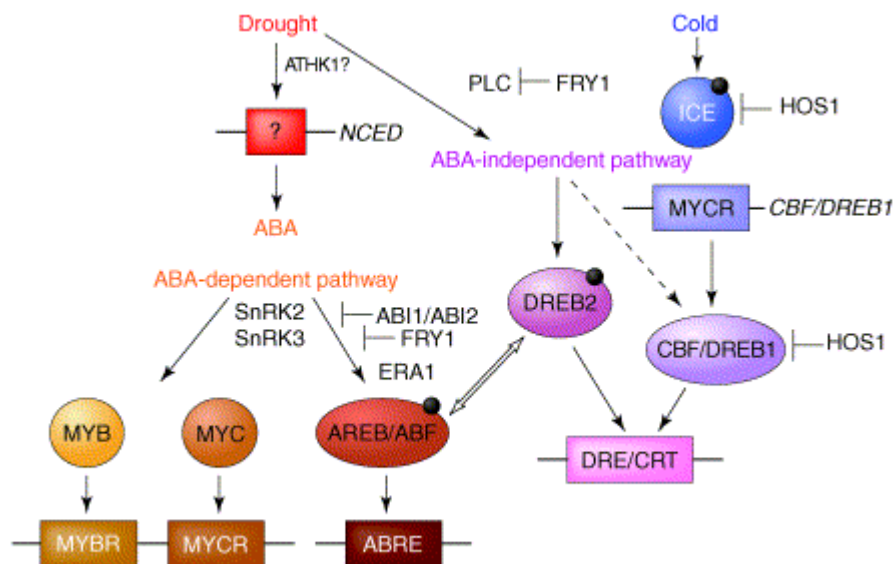 Drought
Cold
ATHK1?
PLC
FRY1
ICE
HOS1
?
NCED
ABA-independent pathway
MYCR
CBF/DREB1
ABA
ABA-dependent pathway
DREB2
SnRK2
ABI1/ABI2
SnRK3
FRY1
CBF/DREB1
HOS1
ERA1
MYB
MYC
AREB/ABF
DRE/CRT
MYBR
MYCR
ABRE